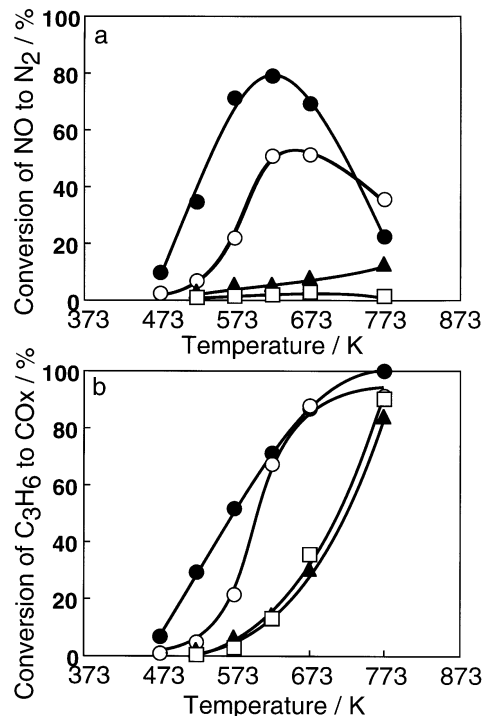 a
100
80
60
40
20
0
Conversion of NO to N2 / %
373 473 573 673 773 873
Temperature / K
b
100
80
60
40
20
0
Conversion of C3H6 to COx / %
373 473 573 673 773 873
Temperature / K